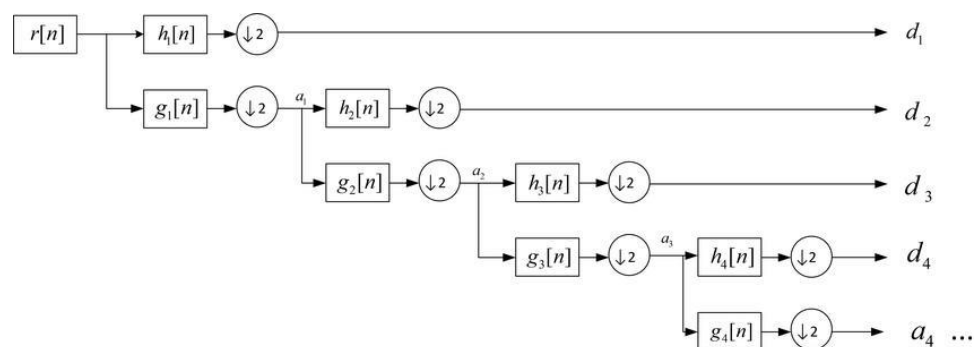 r[n] h₁[n] ↓2 d₁
g₁[n] ↓2 a₁ h₂[n] ↓2 d₂
g₂[n] ↓2 a₂ h₃[n] ↓2 d₃
g₃[n] ↓2 a₃ h₄[n] ↓2 d₄
g₄[n] ↓2 a₄ ...